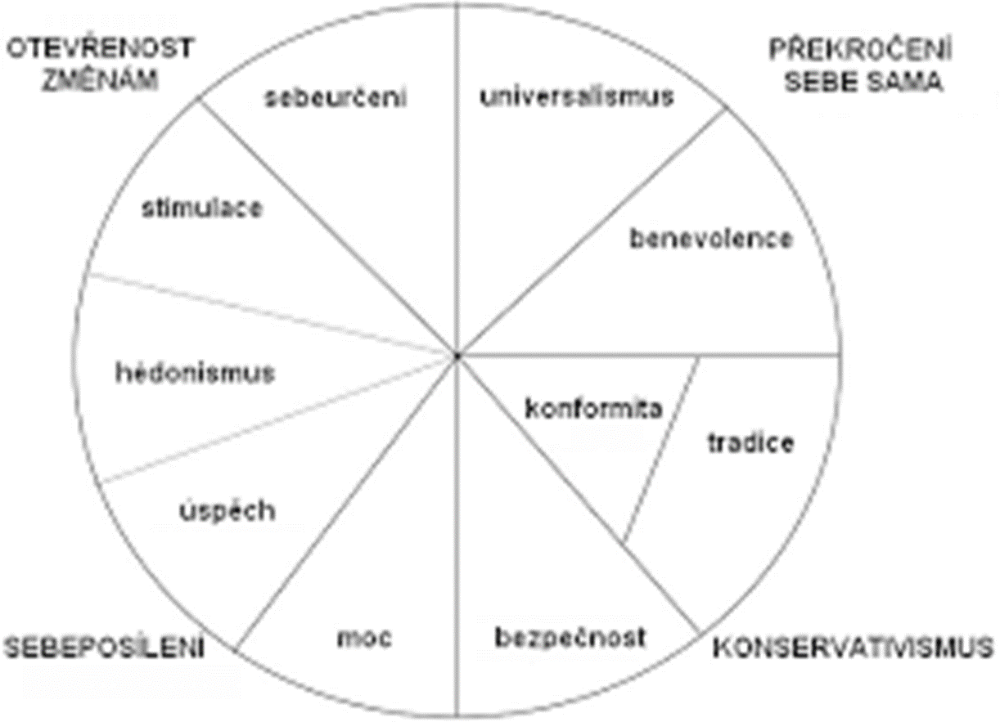 OTEVŘENOST
ZMĚNÁM
PŘEKROČENÍ
SEBE SAMA
sebeurčení
universalismus
stimulace
benevolence
hédonismus
konformita
tradice
úspěch
moc
bezpečnost
SEBEPOSÍLENÍ
KONSERVATIVISMUS